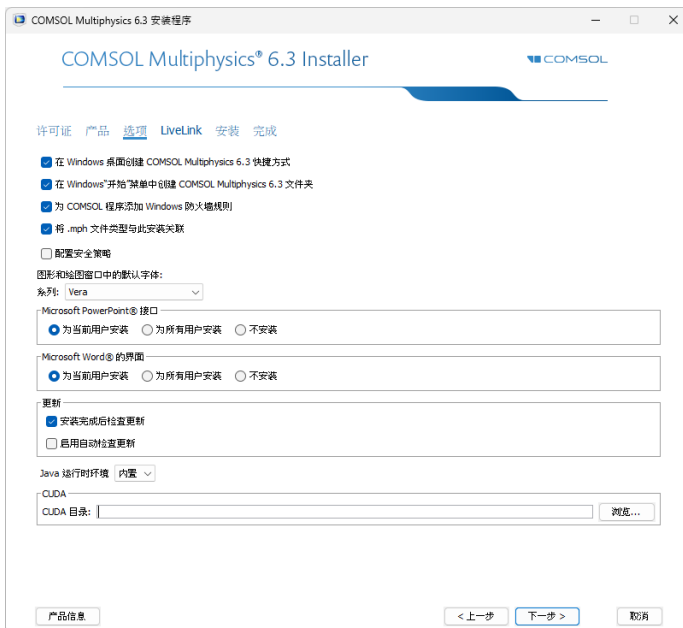 COMSOL Multiphysics 6.3 安装程序
COMSOL Multiphysics® 6.3 Installer
COMSOL
许可证 产品 选项 LiveLink 安装 完成
在 Windows 桌面创建 COMSOL Multiphysics 6.3 快捷方式
在 Windows"开始"菜单中创建 COMSOL Multiphysics 6.3 文件夹
为 COMSOL 程序添加 Windows 防火墙规则
将 .mph 文件类型与此安装关联
配置安全策略
图形和绘图窗口中的默认字体:
系列: Vera
Microsoft PowerPoint® 接口
为当前用户安装 为所有用户安装 不安装
Microsoft Word® 的界面
为当前用户安装 为所有用户安装 不安装
更新
安装完成后检查更新
启用自动检查更新
Java 运行时环境 内置
CUDA
CUDA 目录: 浏览...
产品信息 < 上一步 下一步 > 取消